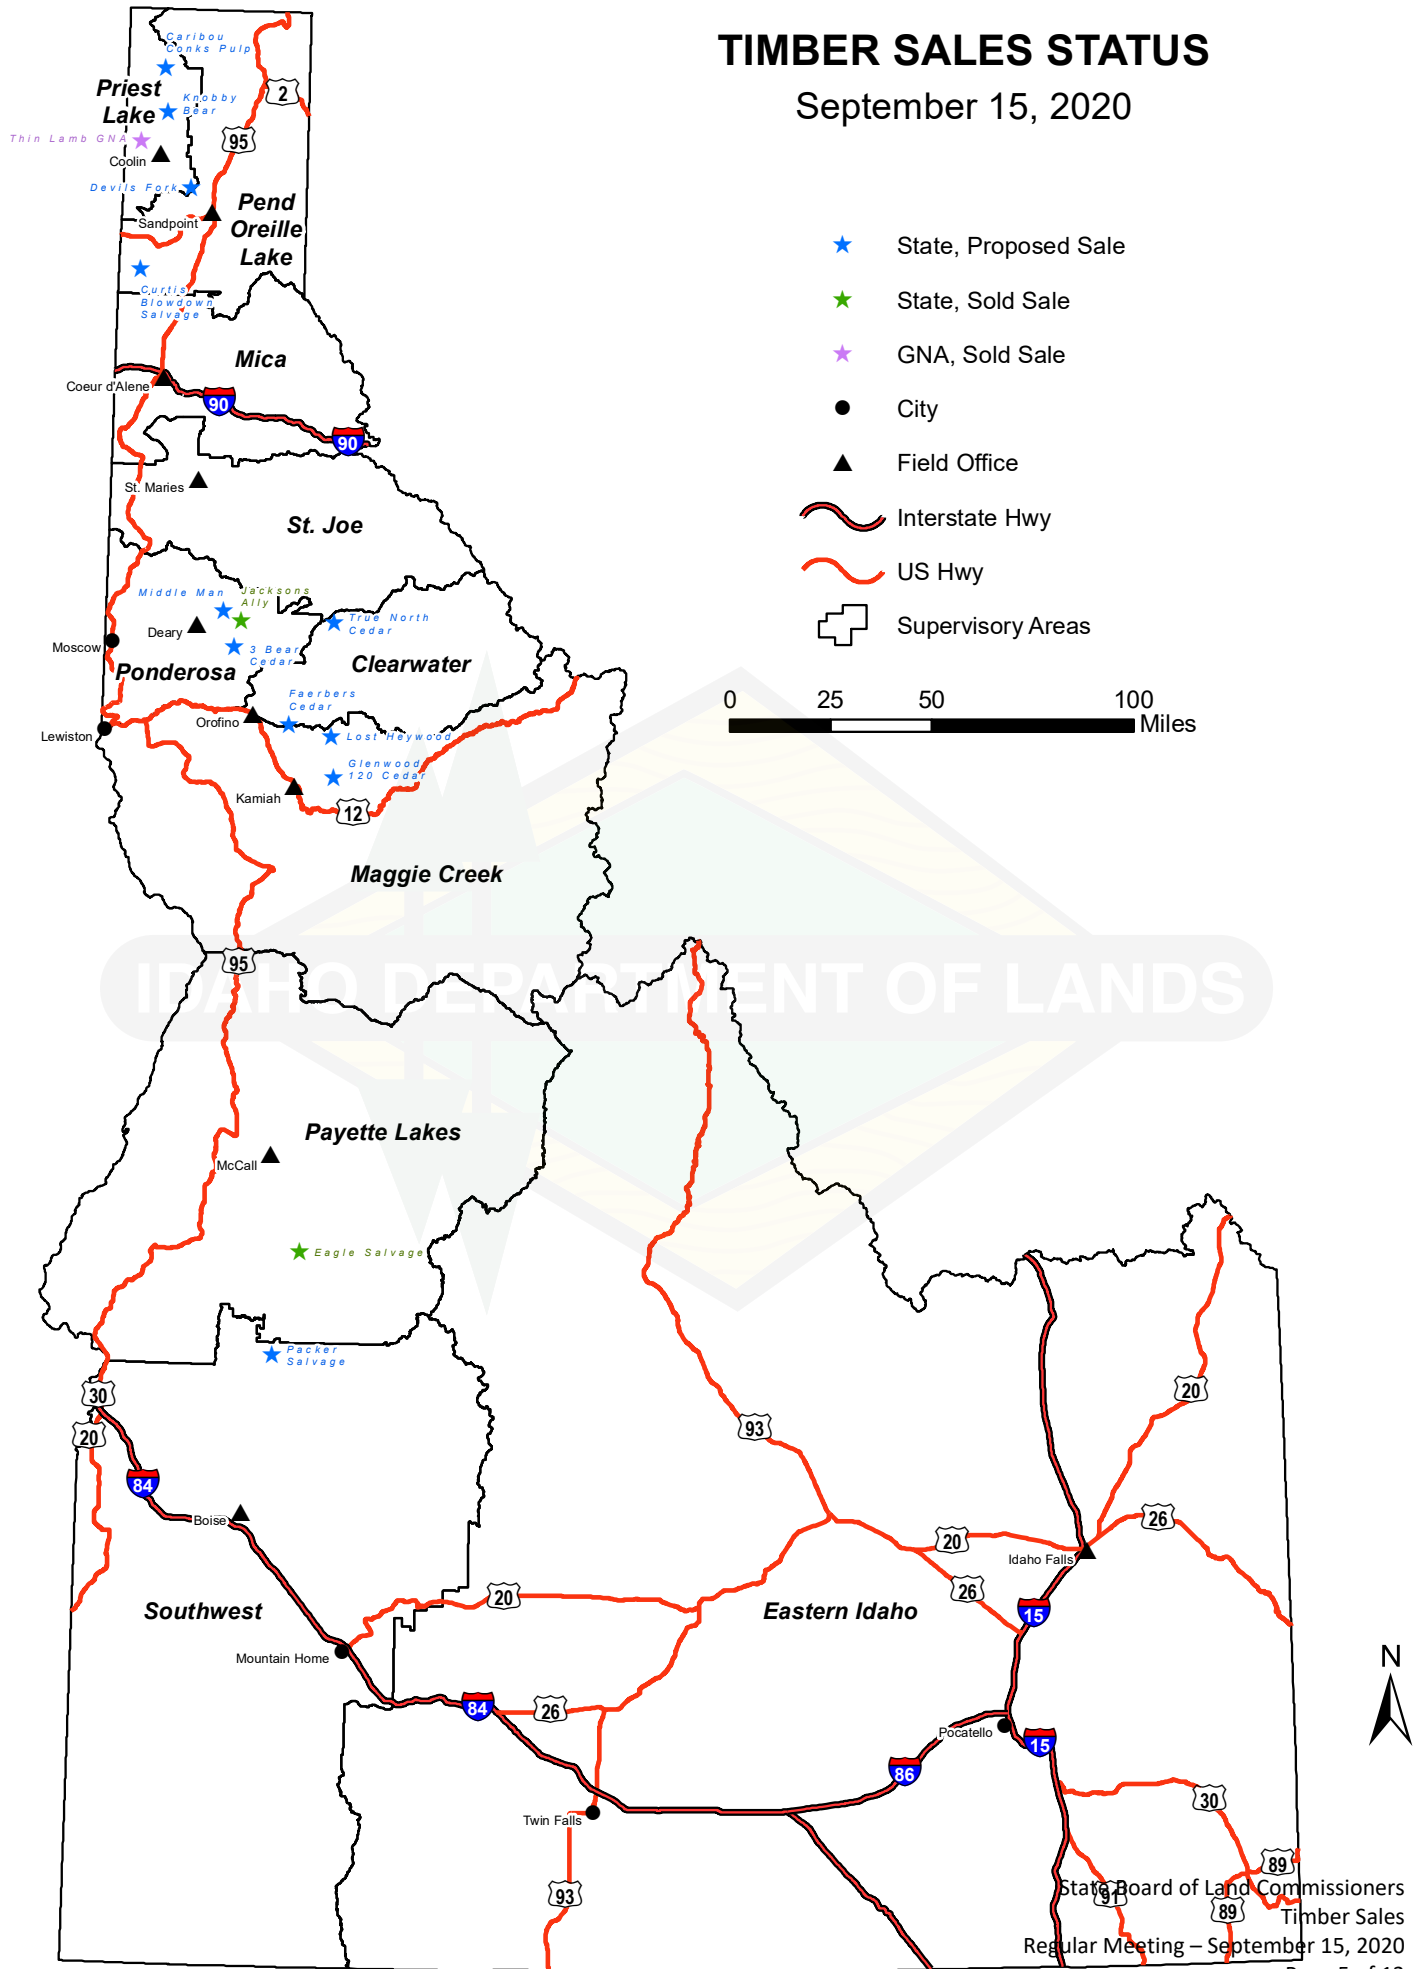 TIMBER SALES STATUS
September 15, 2020
Caribou
Conks Pulp
Priest
Lake
Knobby
Bear
2
95
Thin Lamb GNA
Coolin
Devils Fork
Sandpoint
Pend
Oreille
Lake
Curtis
Blowdown
Salvage
State, Proposed Sale
State, Sold Sale
GNA, Sold Sale
City
Field Office
Interstate Hwy
US Hwy
Supervisory Areas
0 25 50 100
Miles
Mica
Coeur d'Alene
90
90
St. Maries
St. Joe
Middle Man
Jacksons
Ally
Deary
True North
Cedar
Moscow
3 Bear
Cedar
Ponderosa
Clearwater
Faerbers
Cedar
Orofino
Lewiston
Lost Heywood
Glenwood
120 Cedar
Kamiah
12
Maggie Creek
95
IDAHO DEPARTMENT OF LANDS
Payette Lakes
McCall
Eagle Salvage
Packer
Salvage
30
20
84
Boise
93
20
26
20
Idaho Falls
26
20
15
Southwest
Eastern Idaho
Mountain Home
84
26
N
Pocatello
15
86
Twin Falls
30
93
89
91
89
State Board of Land Commissioners
Timber Sales
Regular Meeting – September 15, 2020